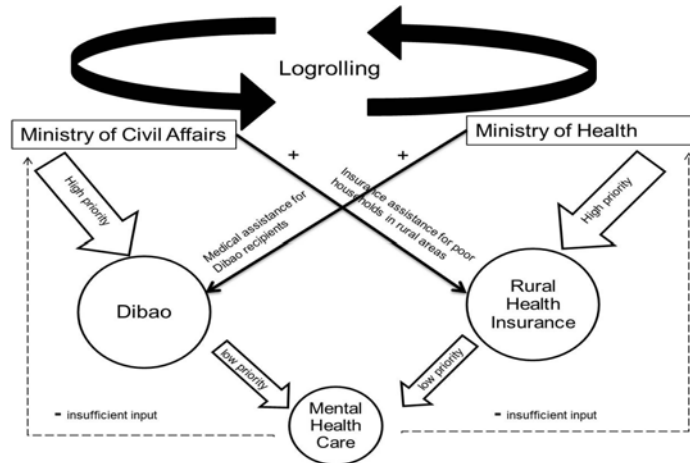 Logrolling
Ministry of Civil Affairs
Ministry of Health
+
+
High priority
High priority
Medical assistance for
Dibao recipients
Insurance assistance for poor
households in rural areas
Dibao
Rural
Health
Insurance
low priority
low priority
- insufficient input
- insufficient input
Mental
Health
Care